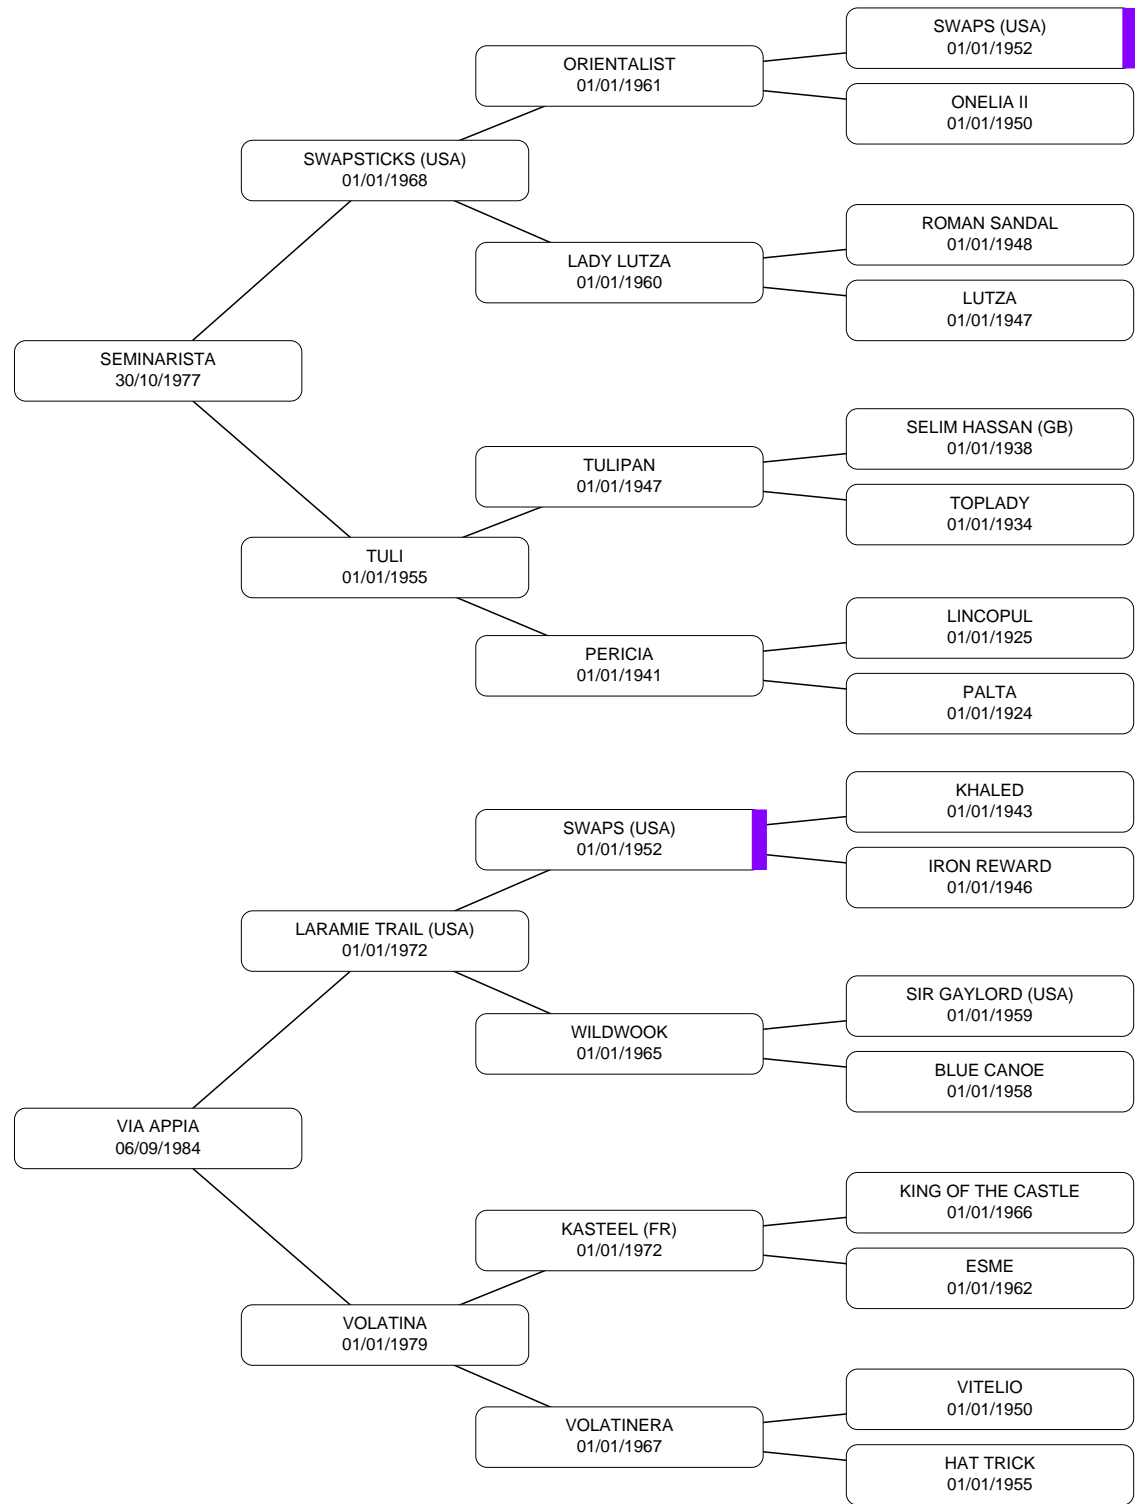 SWAPS (USA)
01/01/1952
ORIENTALIST
01/01/1961
ONELIA II
01/01/1950
SWAPSTICKS (USA)
01/01/1968
ROMAN SANDAL
01/01/1948
LADY LUTZA
01/01/1960
LUTZA
01/01/1947
SEMINARISTA
30/10/1977
SELIM HASSAN (GB)
01/01/1938
TULIPAN
01/01/1947
TOPLADY
01/01/1934
TULI
01/01/1955
LINCOPUL
01/01/1925
PERICIA
01/01/1941
PALTA
01/01/1924
KHALED
01/01/1943
SWAPS (USA)
01/01/1952
IRON REWARD
01/01/1946
LARAMIE TRAIL (USA)
01/01/1972
SIR GAYLORD (USA)
01/01/1959
WILDWOOK
01/01/1965
BLUE CANOE
01/01/1958
VIA APPIA
06/09/1984
KING OF THE CASTLE
01/01/1966
KASTEEL (FR)
01/01/1972
ESME
01/01/1962
VOLATINA
01/01/1979
VITELIO
01/01/1950
VOLATINERA
01/01/1967
HAT TRICK
01/01/1955